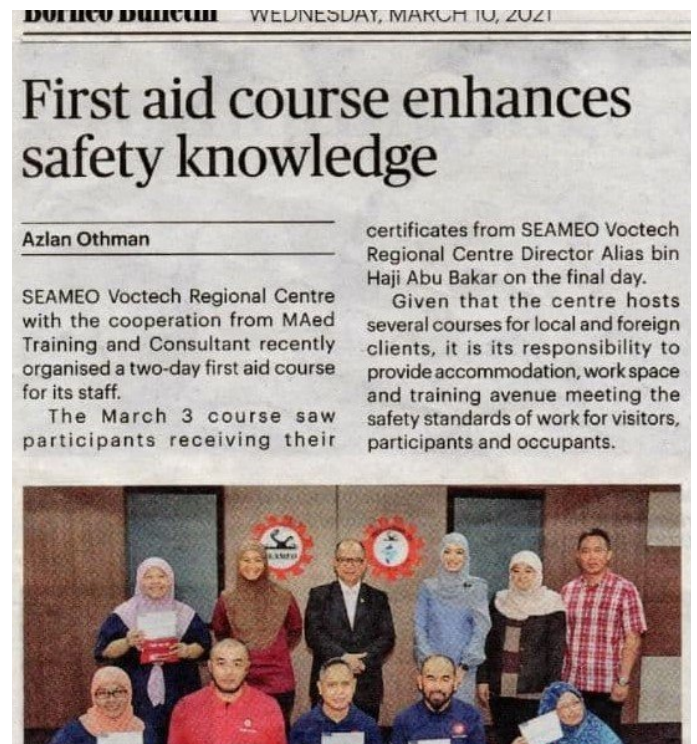 Borneo Bulletin WEDNESDAY, MARCH 10, 2021
First aid course enhances
safety knowledge
Azlan Othman
SEAMEO Voctech Regional Centre
with the cooperation from MAed
Training and Consultant recently
organised a two-day first aid course
for its staff.
The March 3 course saw
participants receiving their
certificates from SEAMEO Voctech
Regional Centre Director Alias bin
Haji Abu Bakar on the final day.
Given that the centre hosts
several courses for local and foreign
clients, it is its responsibility to
provide accommodation, work space
and training avenue meeting the
safety standards of work for visitors,
participants and occupants.
SEAMEO